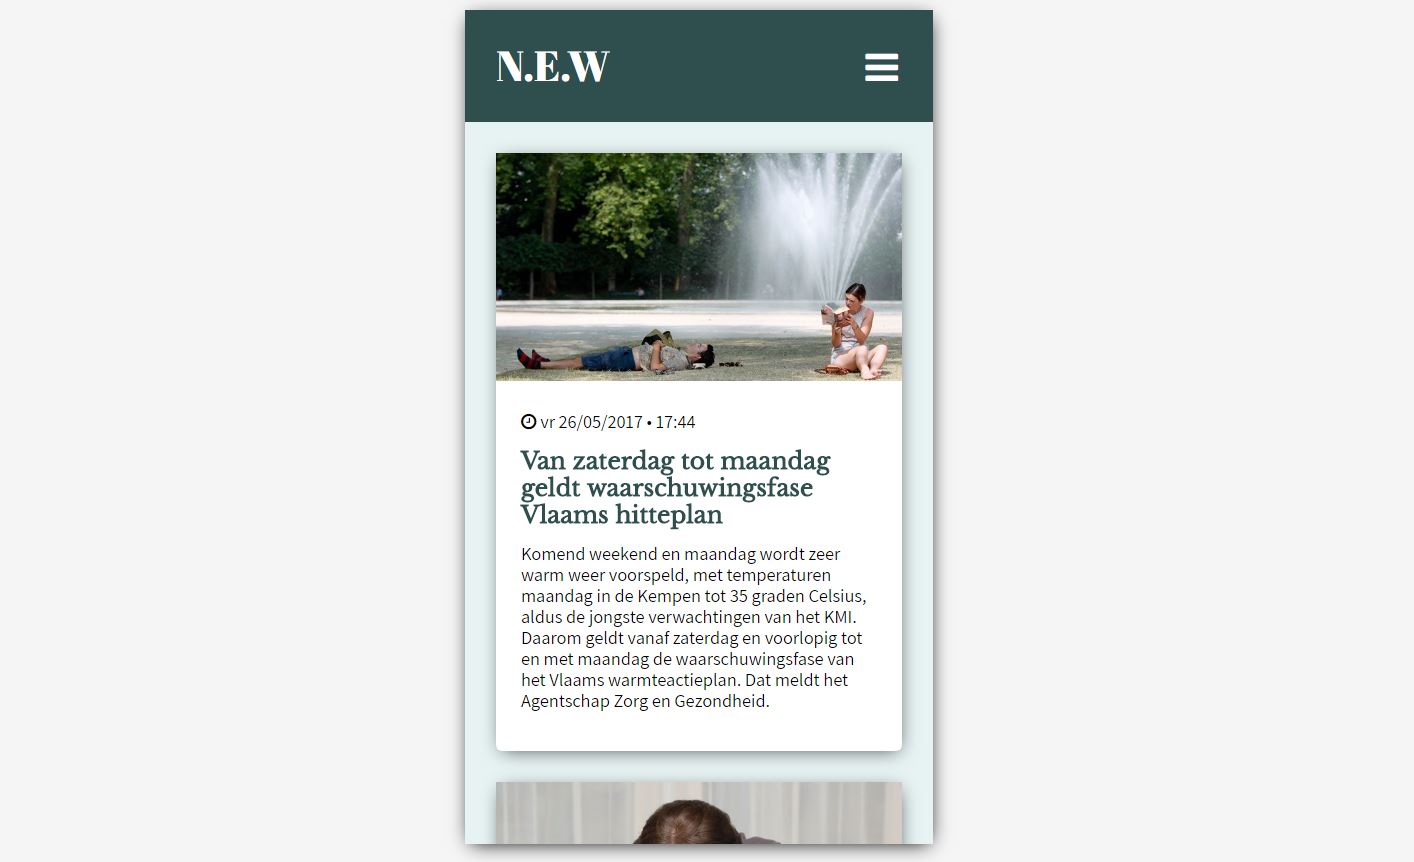 N.E.W
vr 26/05/2017 • 17:44
Van zaterdag tot maandag
geldt waarschuwingsfase
Vlaams hitteplan
Komend weekend en maandag wordt zeer
warm weer voorspeld, met temperaturen
maandag in de Kempen tot 35 graden Celsius,
aldus de jongste verwachtingen van het KMI.
Daarom geldt vanaf zaterdag en voorlopig tot
en met maandag de waarschuwingsfase van
het Vlaams warmteactieplan. Dat meldt het
Agentschap Zorg en Gezondheid.